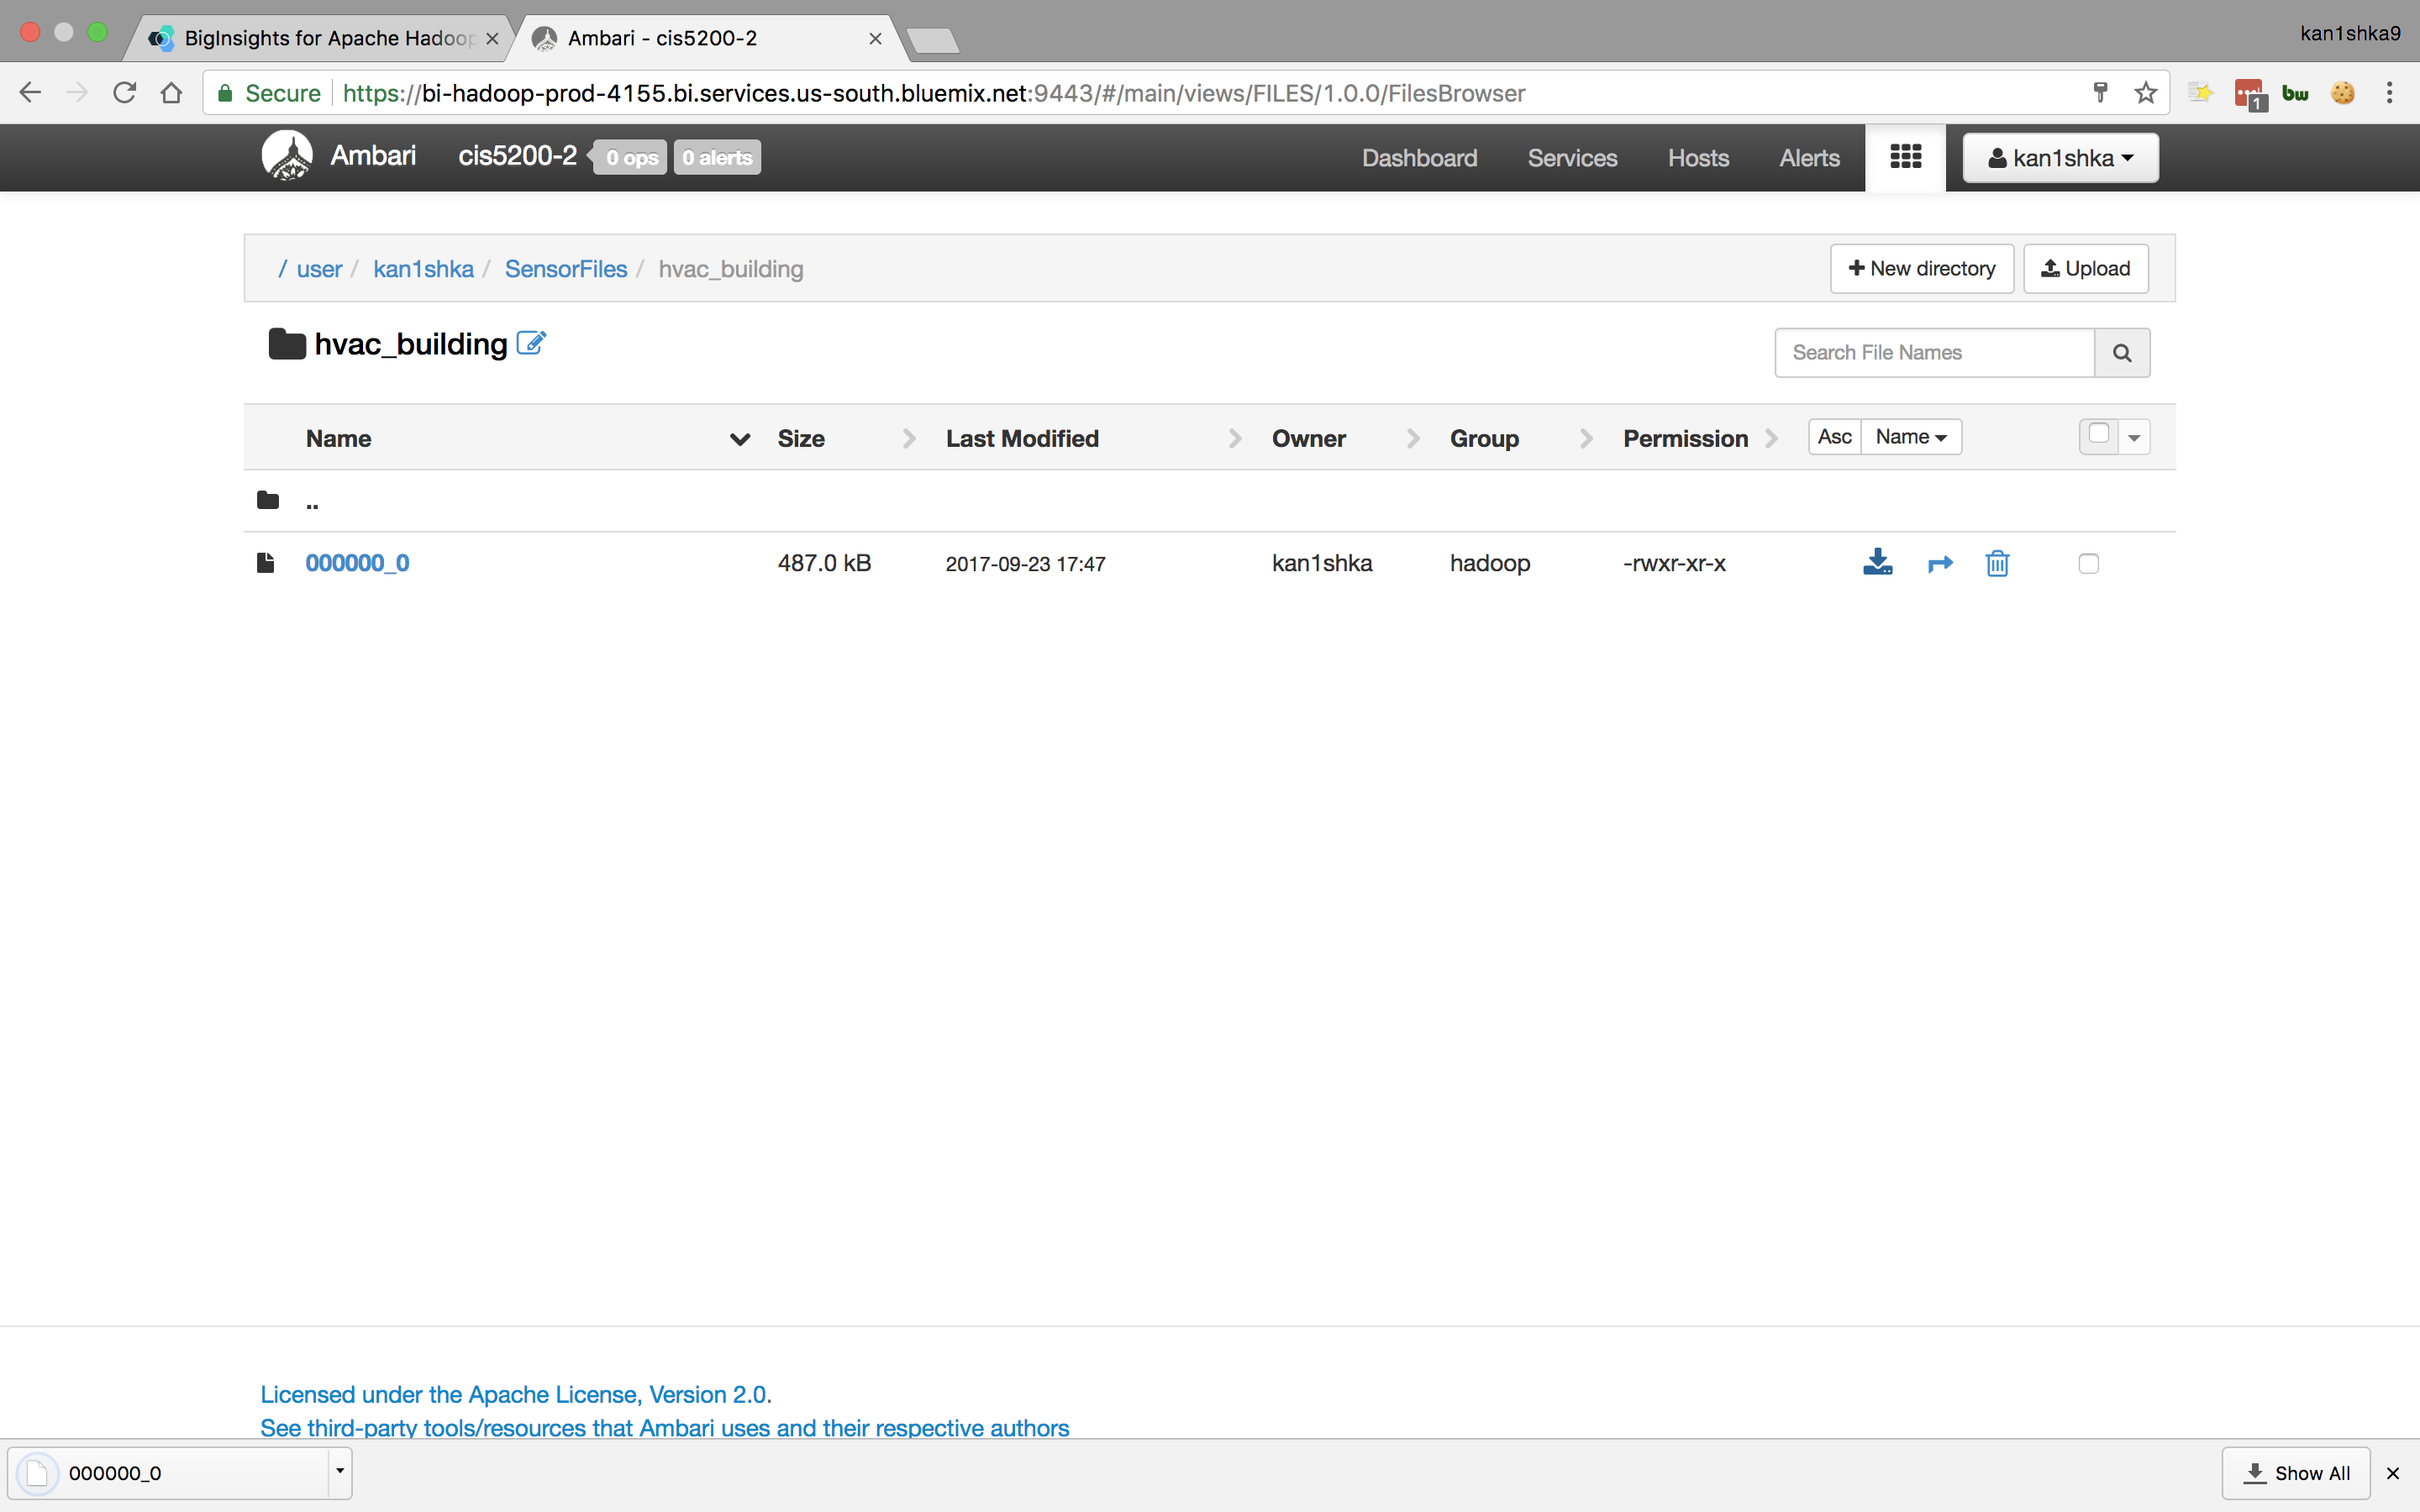 BigInsights for Apache Hadoop
Ambari - cis5200-2
kan1shka9
Secure https://bi-hadoop-prod-4155.bi.services.us-south.bluemix.net:9443/#/main/views/FILES/1.0.0/FilesBrowser
1
bw
Ambari cis5200-2 0 ops 0 alerts Dashboard Services Hosts Alerts kan1shka
/ user / kan1shka / SensorFiles / hvac_building
New directory Upload
hvac_building
Search File Names
Name Size Last Modified Owner Group Permission Asc Name
..
000000_0 487.0 kB 2017-09-23 17:47 kan1shka hadoop -rwxr-xr-x
Licensed under the Apache License, Version 2.0.
See third-party tools/resources that Ambari uses and their respective authors
000000_0
Show All